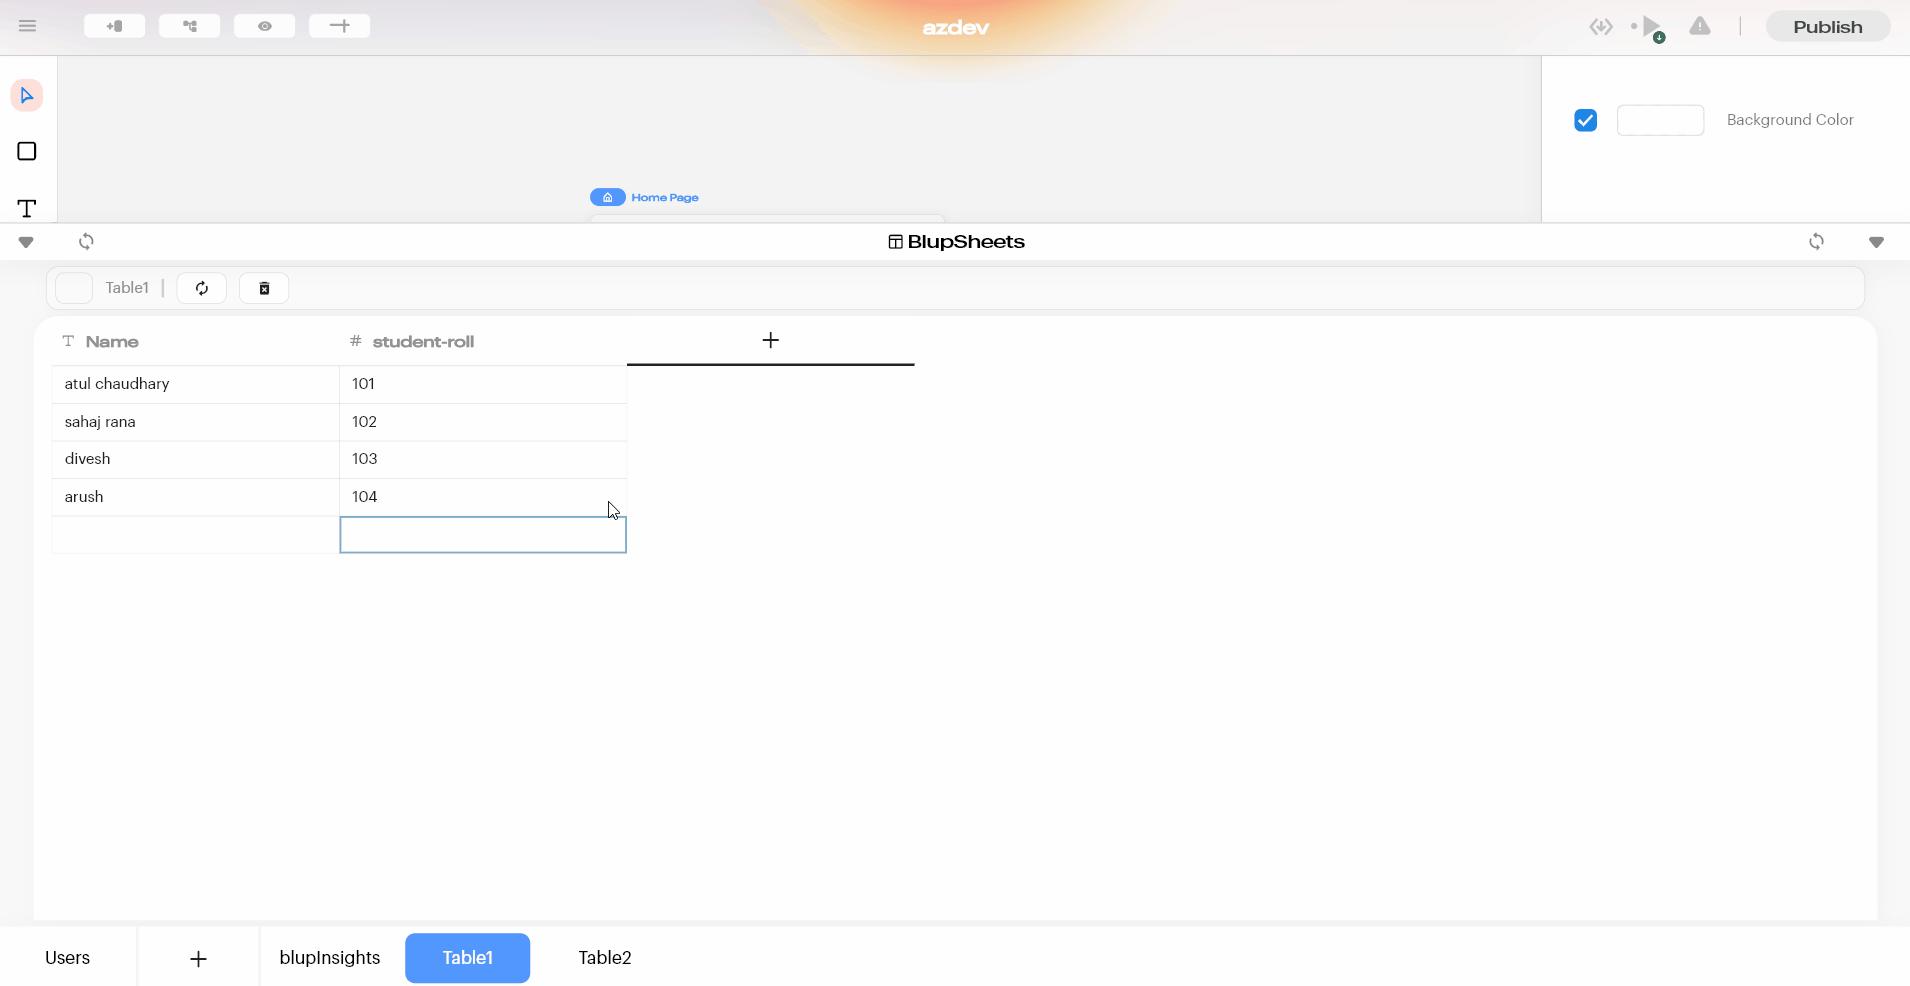 azdev
Publish
Background Color
Home Page
BlupSheets
Table1
Name
# student-roll
atul chaudhary 101
sahaj rana 102
divesh 103
arush 104
Users + blupInsights Table1 Table2